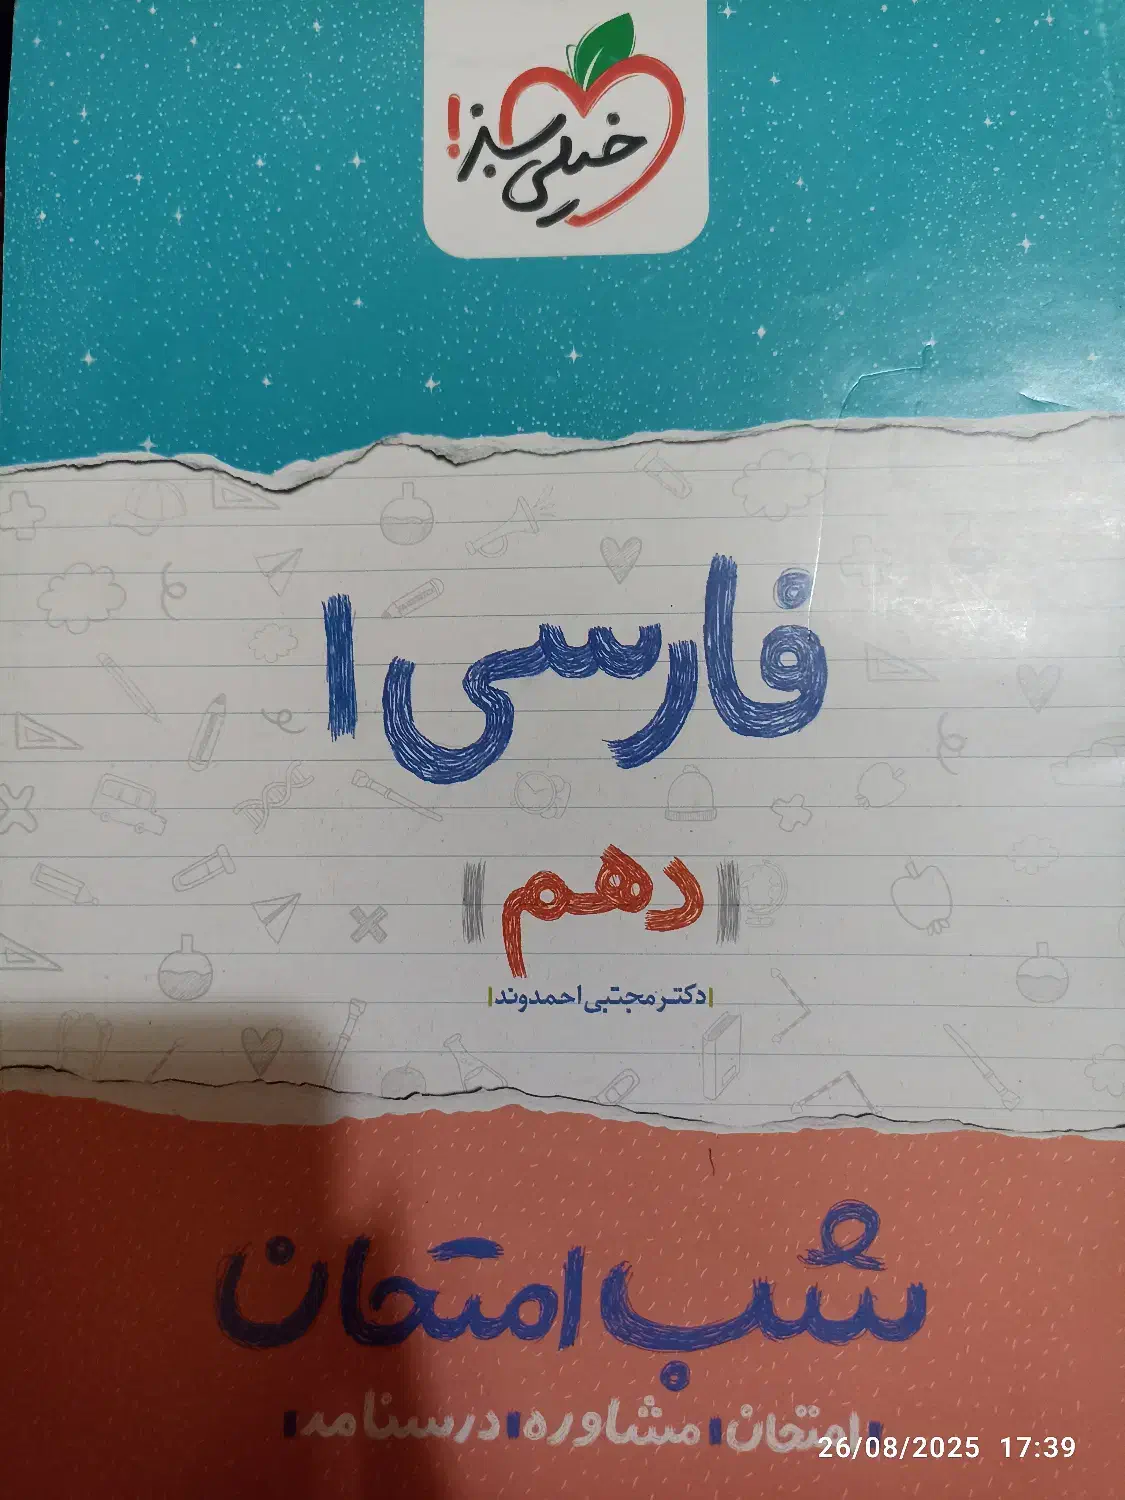 خیلی سبز!
فارسی ۱
دهم
|دکتر مجتبی احمدوند|
شب امتحان
|امتحان|مشاوره|درسنامه|
26/08/2025 17:39